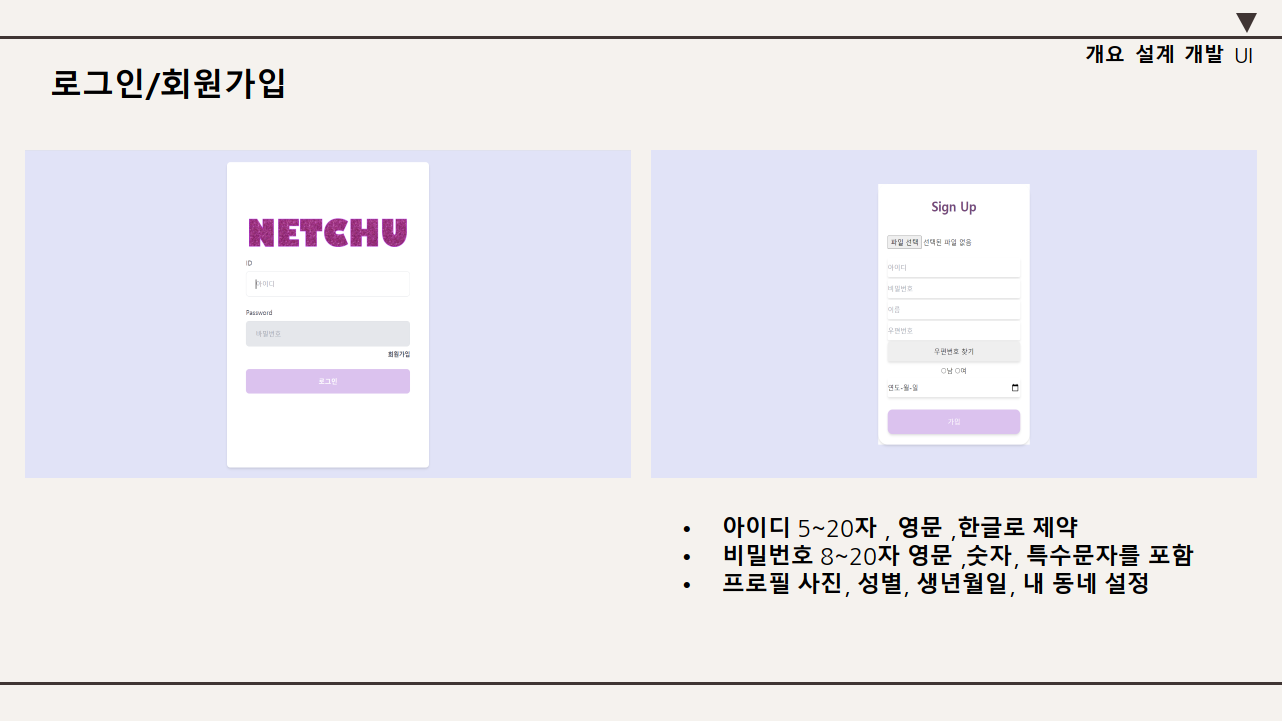 개요 설계 개발 UI
로그인/회원가입
NETCHU
ID
아이디
Password
비밀번호
회원가입
로그인
Sign Up
파일 선택 선택된 파일 없음
아이디
비밀번호
이름
우편번호
우편번호 찾기
남 여
연도-월-일
가입
• 아이디 5~20자 , 영문 ,한글로 제약
• 비밀번호 8~20자 영문 ,숫자, 특수문자를 포함
• 프로필 사진, 성별, 생년월일, 내 동네 설정